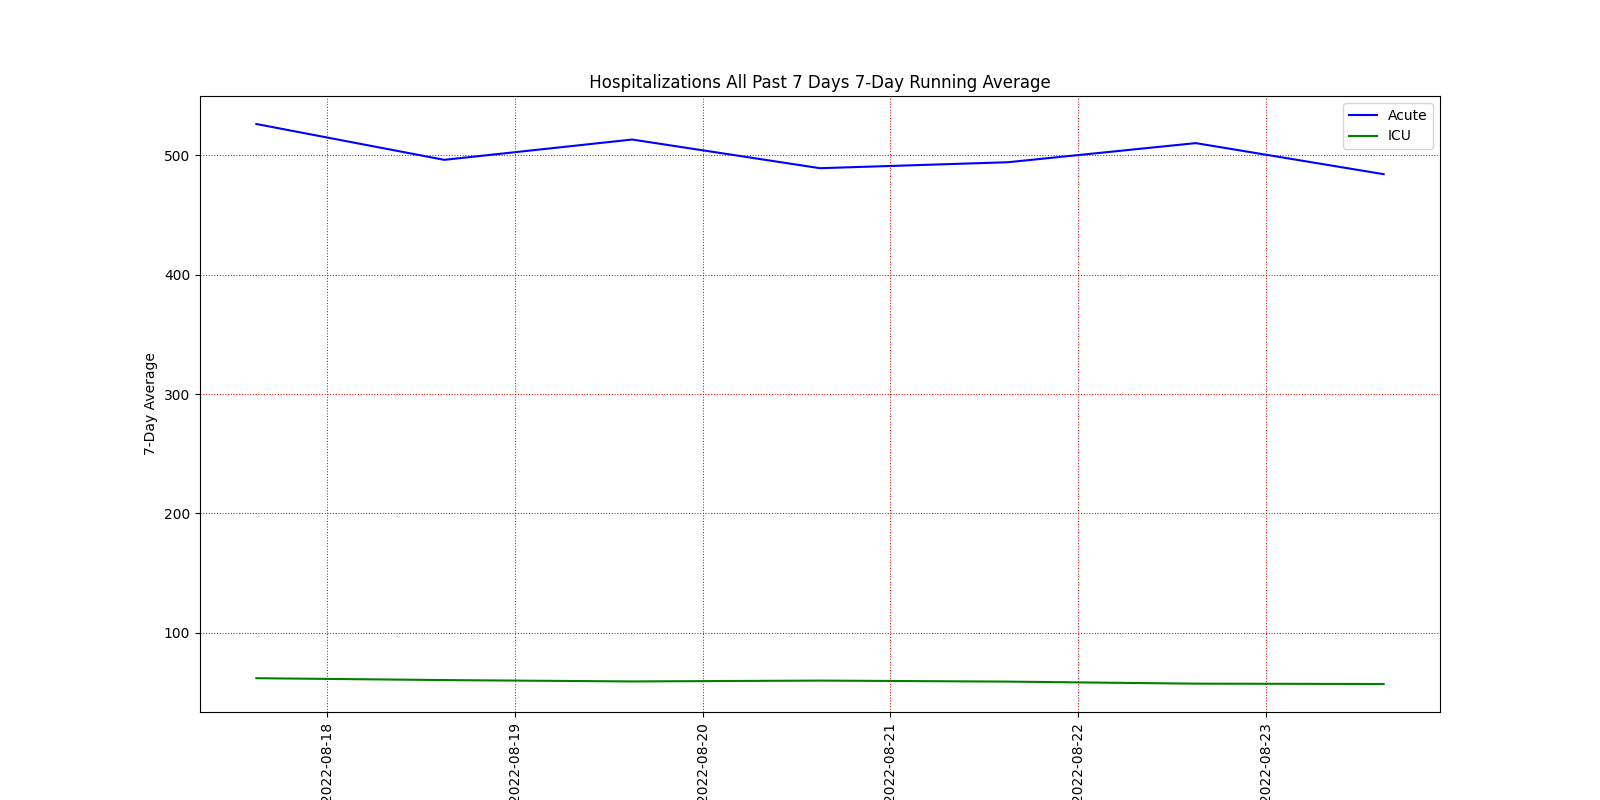 Hospitalizations All Past 7 Days 7-Day Running Average
Acute
ICU
500
400
300
200
100
7-Day Average
2022-08-18
2022-08-19
2022-08-20
2022-08-21
2022-08-22
2022-08-23